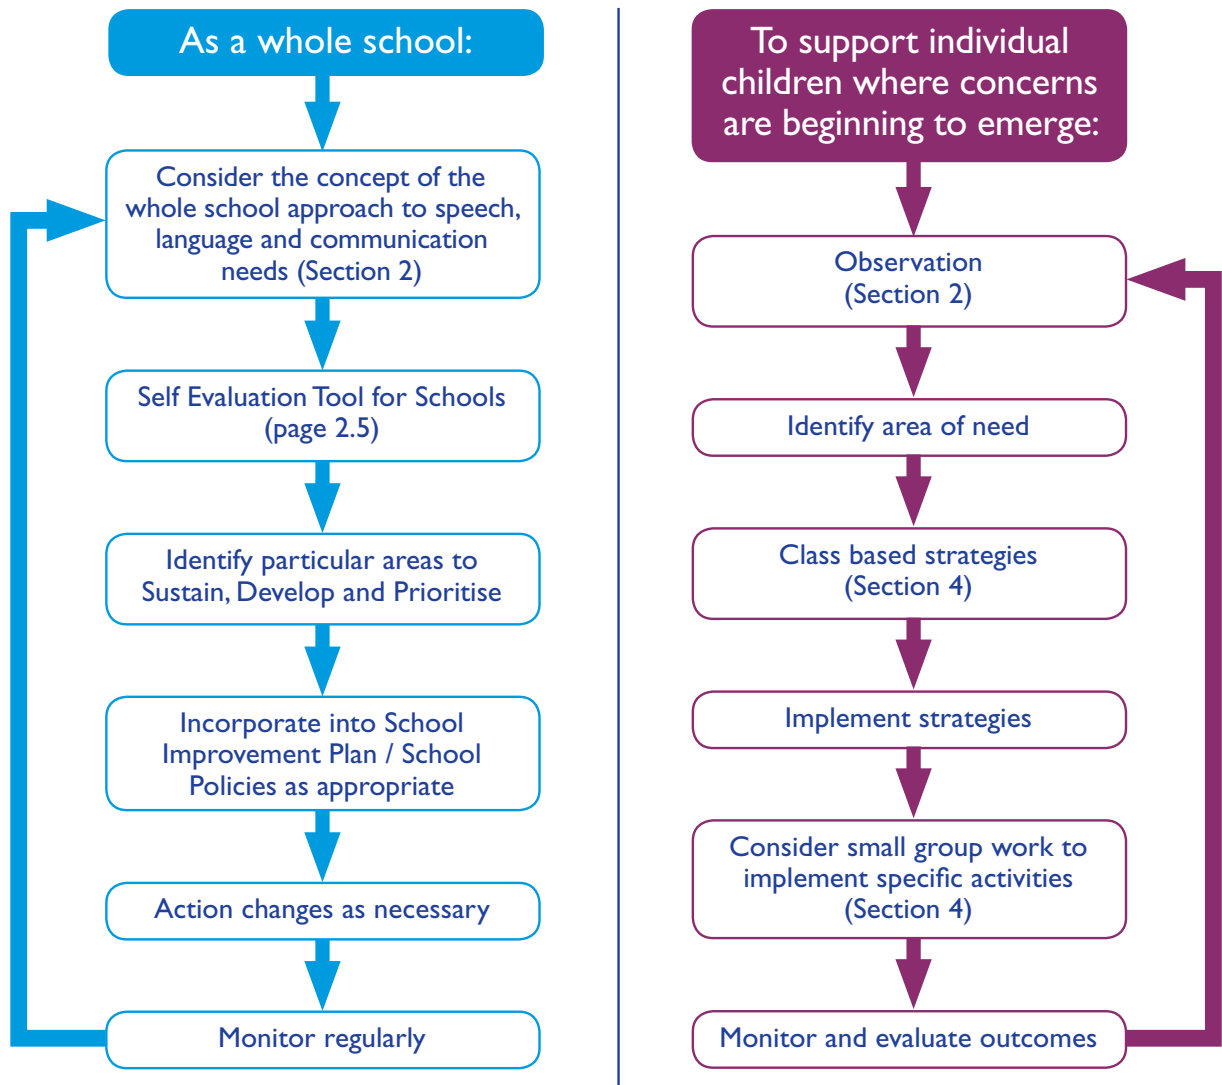 As a whole school:
Consider the concept of the
whole school approach to speech,
language and communication
needs (Section 2)
Self Evaluation Tool for Schools
(page 2.5)
Identify particular areas to
Sustain, Develop and Prioritise
Incorporate into School
Improvement Plan / School
Policies as appropriate
Action changes as necessary
Monitor regularly
To support individual
children where concerns
are beginning to emerge:
Observation
(Section 2)
Identify area of need
Class based strategies
(Section 4)
Implement strategies
Consider small group work to
implement specific activities
(Section 4)
Monitor and evaluate outcomes